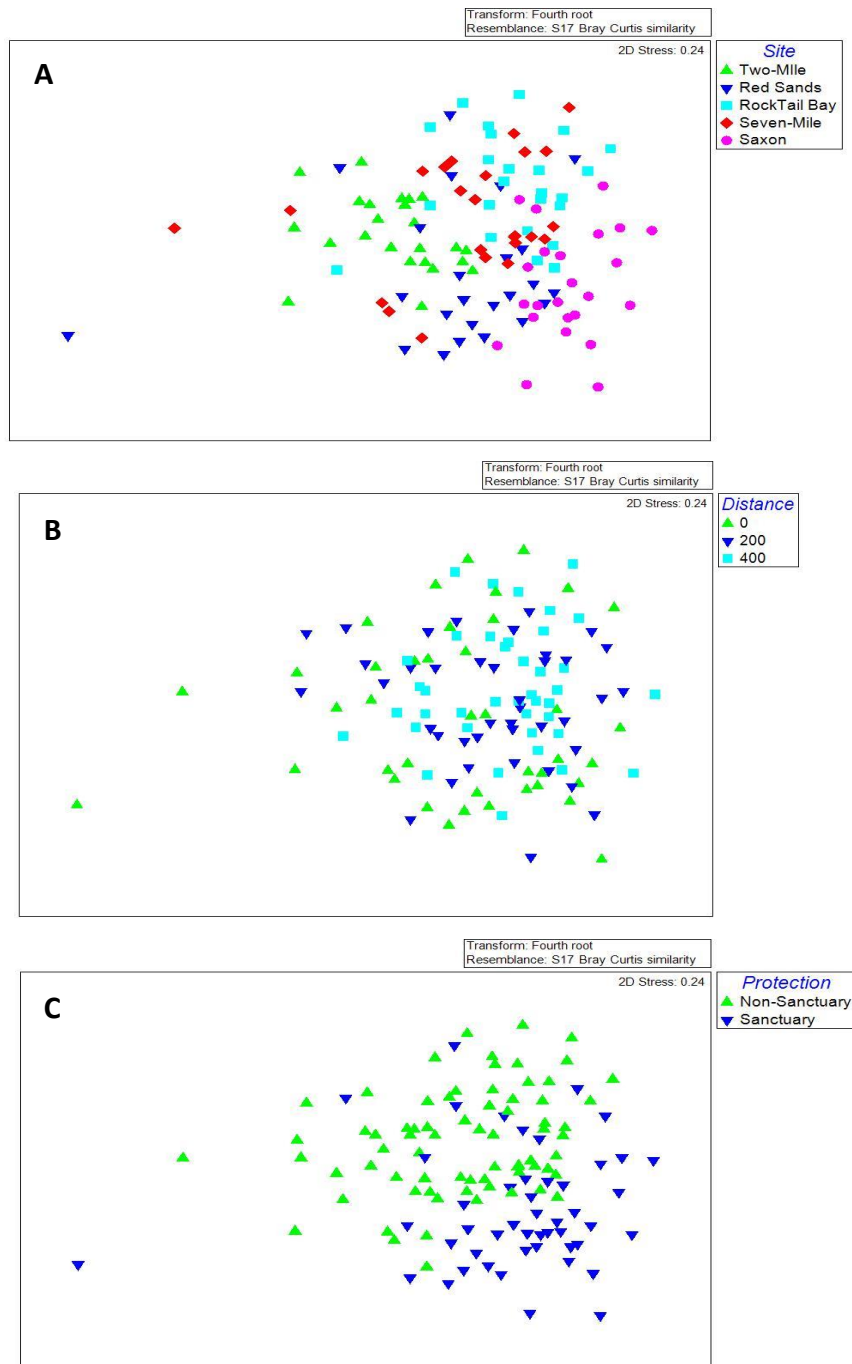 Transform: Fourth root
Resemblance: S17 Bray Curtis similarity
A
2D Stress: 0.24
Site
Two-MIle
Red Sands
RockTail Bay
Seven-Mile
Saxon
Transform: Fourth root
Resemblance: S17 Bray Curtis similarity
B
2D Stress: 0.24
Distance
0
200
400
Transform: Fourth root
Resemblance: S17 Bray Curtis similarity
C
2D Stress: 0.24
Protection
Non-Sanctuary
Sanctuary